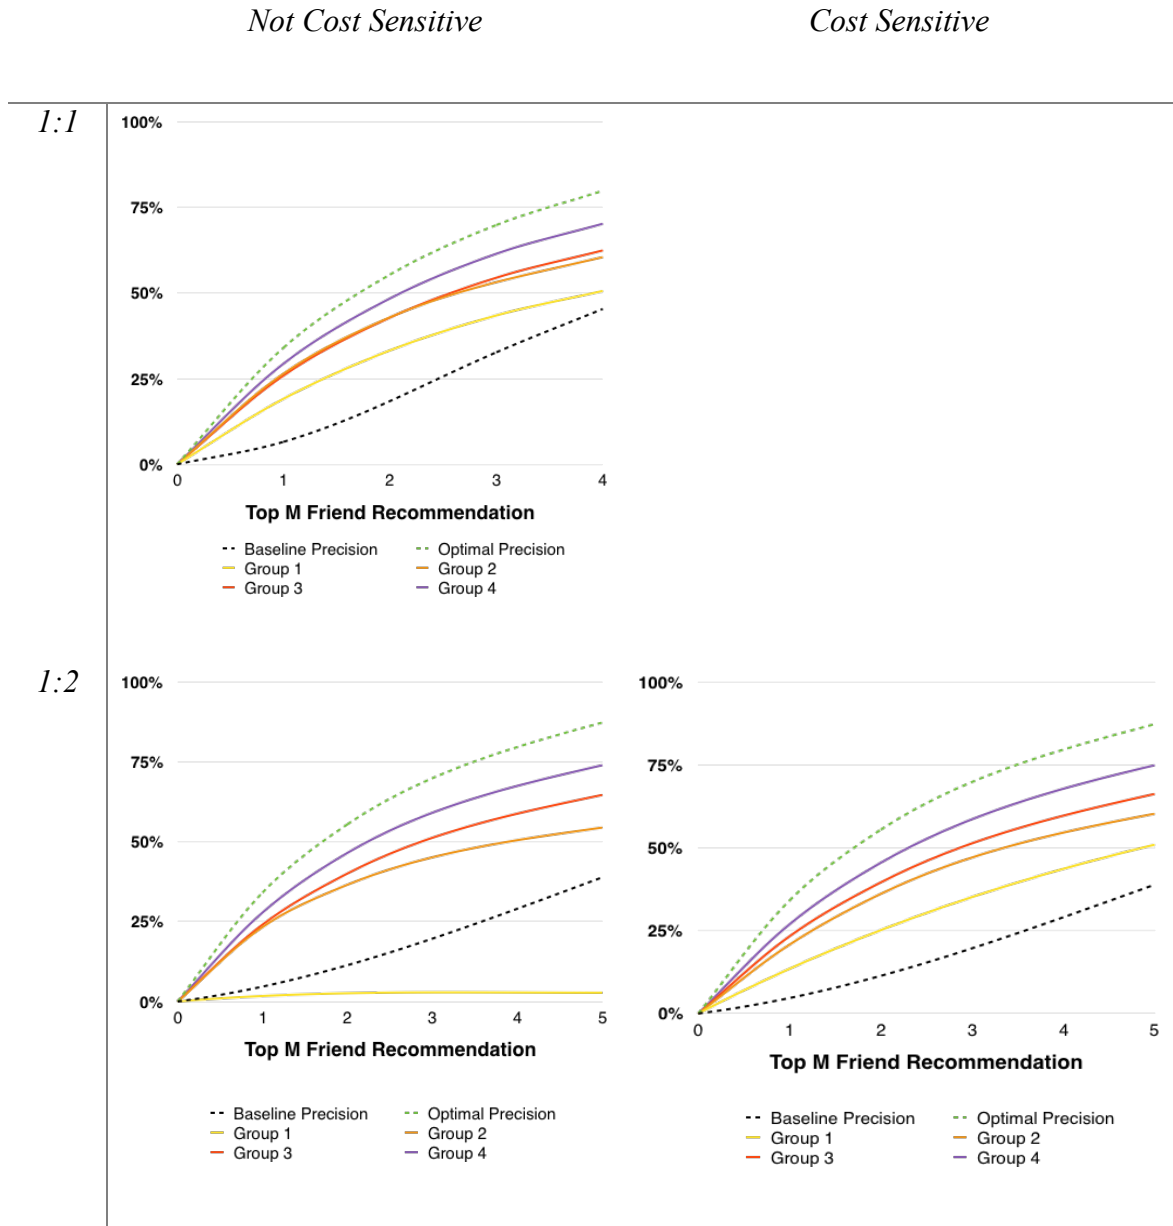 Not Cost Sensitive Cost Sensitive
1:1
100%
75%
50%
25%
0%
0 1 2 3 4
Top M Friend Recommendation
Baseline Precision Optimal Precision
Group 1 Group 2
Group 3 Group 4
1:2
100%
75%
50%
25%
0%
0 1 2 3 4 5
Top M Friend Recommendation
Baseline Precision Optimal Precision
Group 1 Group 2
Group 3 Group 4
100%
75%
50%
25%
0%
0 1 2 3 4 5
Top M Friend Recommendation
Baseline Precision Optimal Precision
Group 1 Group 2
Group 3 Group 4